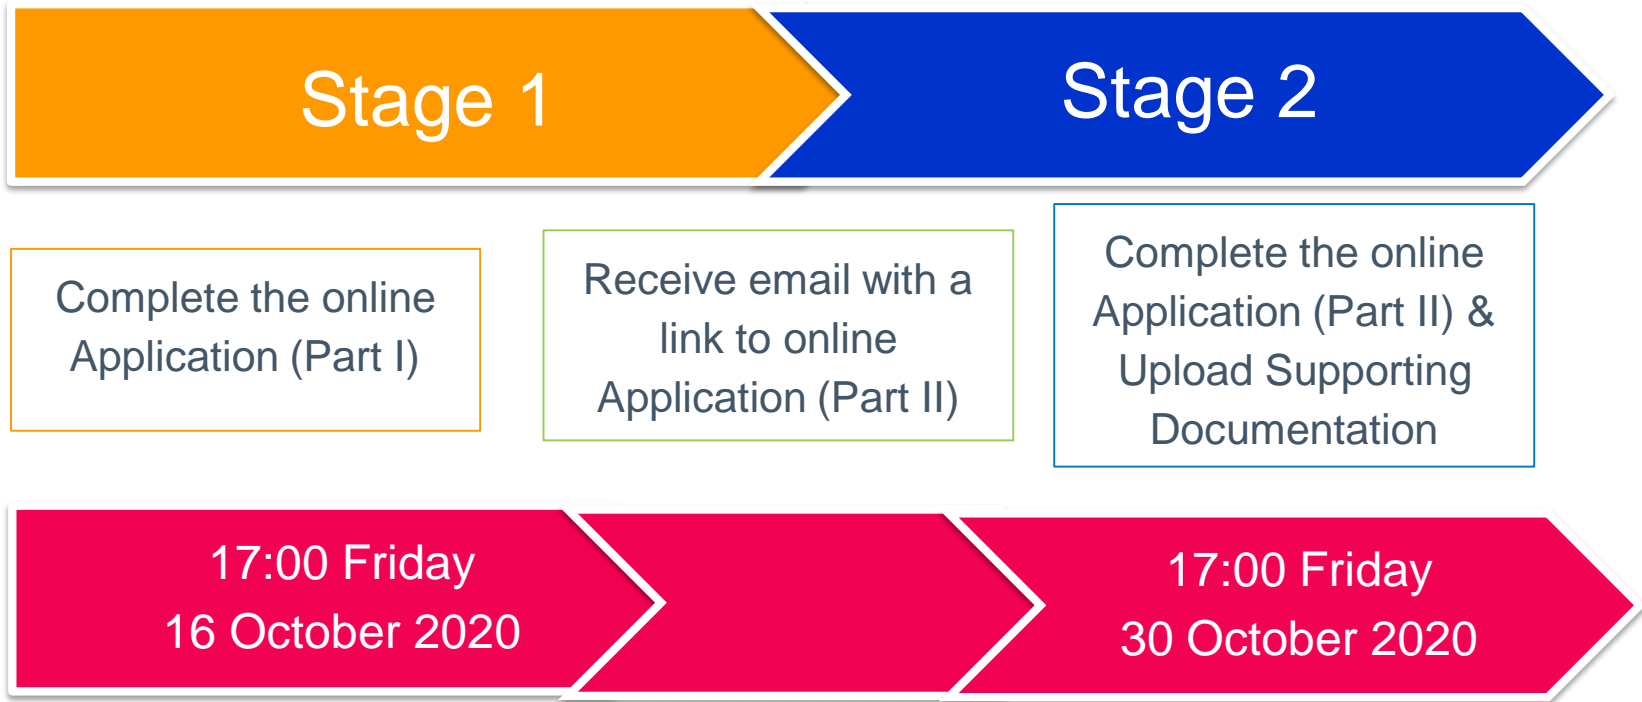 Stage 1
Stage 2
Complete the online
Application (Part I)
Receive email with a
link to online
Application (Part II)
Complete the online
Application (Part II) &
Upload Supporting
Documentation
17:00 Friday
16 October 2020
17:00 Friday
30 October 2020